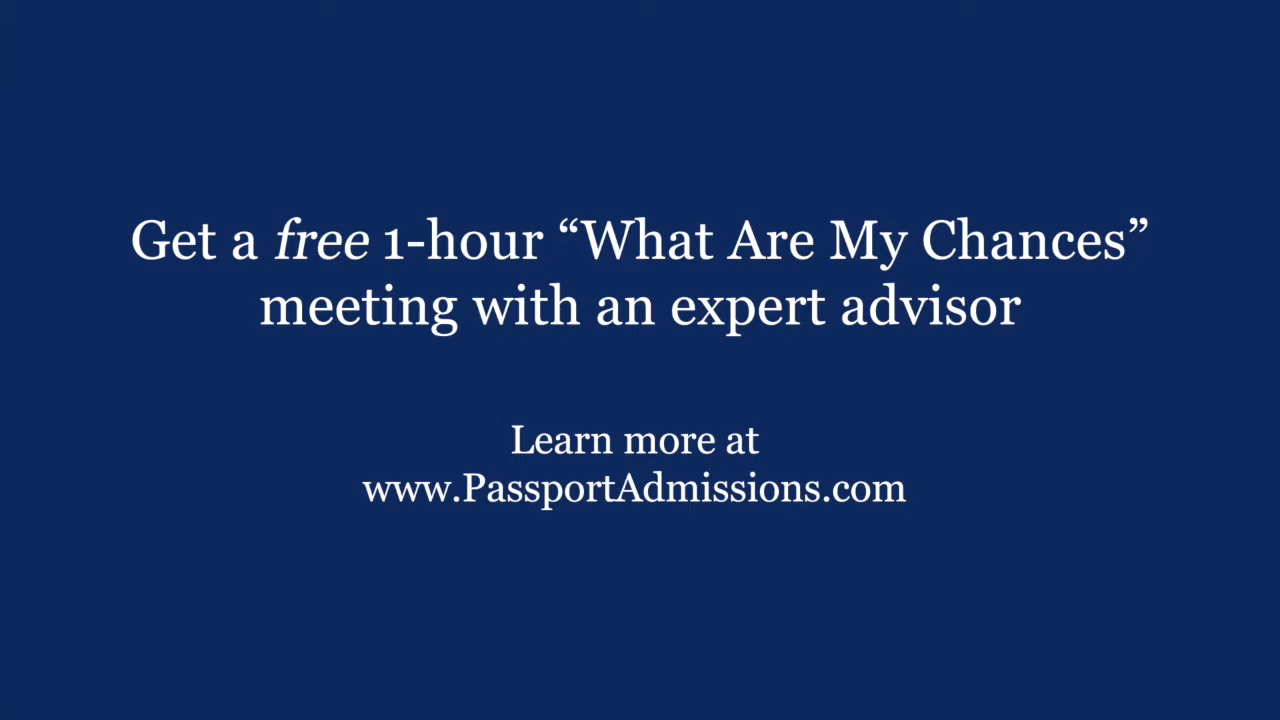 Get a free 1-hour “What Are My Chances”
meeting with an expert advisor
Learn more at
www.PassportAdmissions.com